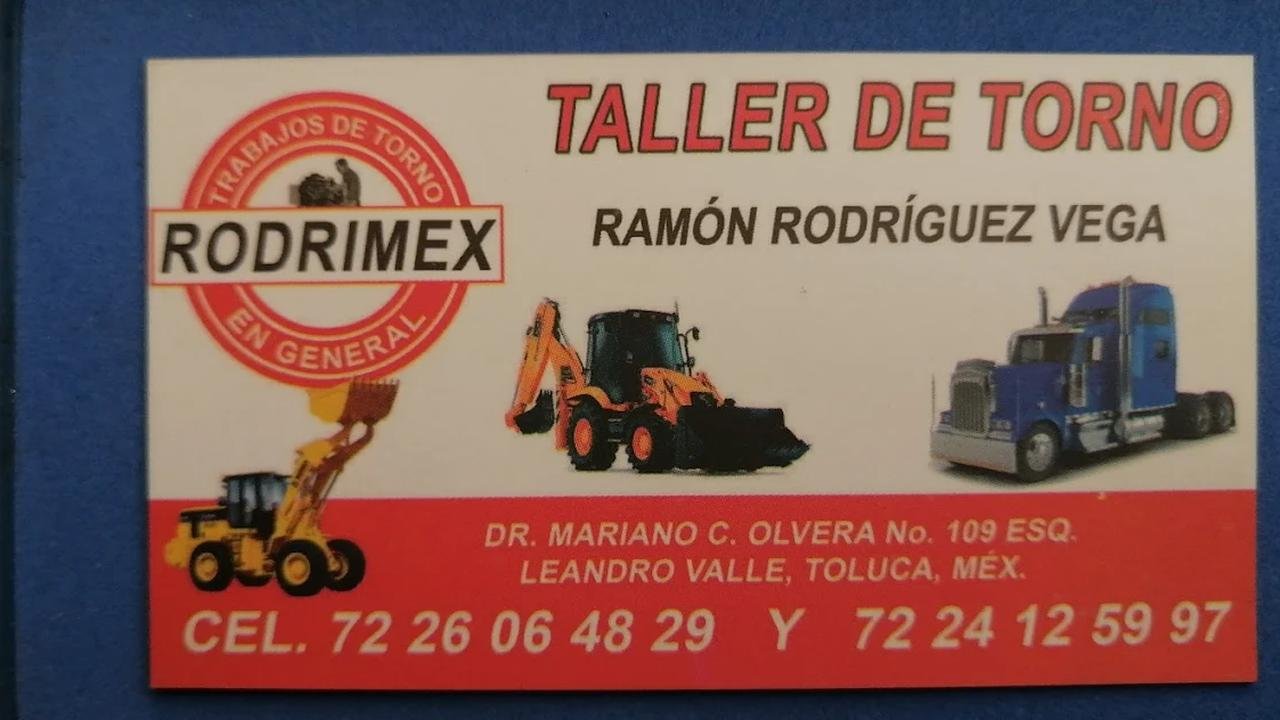 TALLER DE TORNO
TRABAJOS DE TORNO
RODRIMEX
EN GENERAL
RAMÓN RODRÍGUEZ VEGA
DR. MARIANO C. OLVERA No. 109 ESQ.
LEANDRO VALLE, TOLUCA, MÉX.
CEL. 72 26 06 48 29 Y 72 24 12 59 97